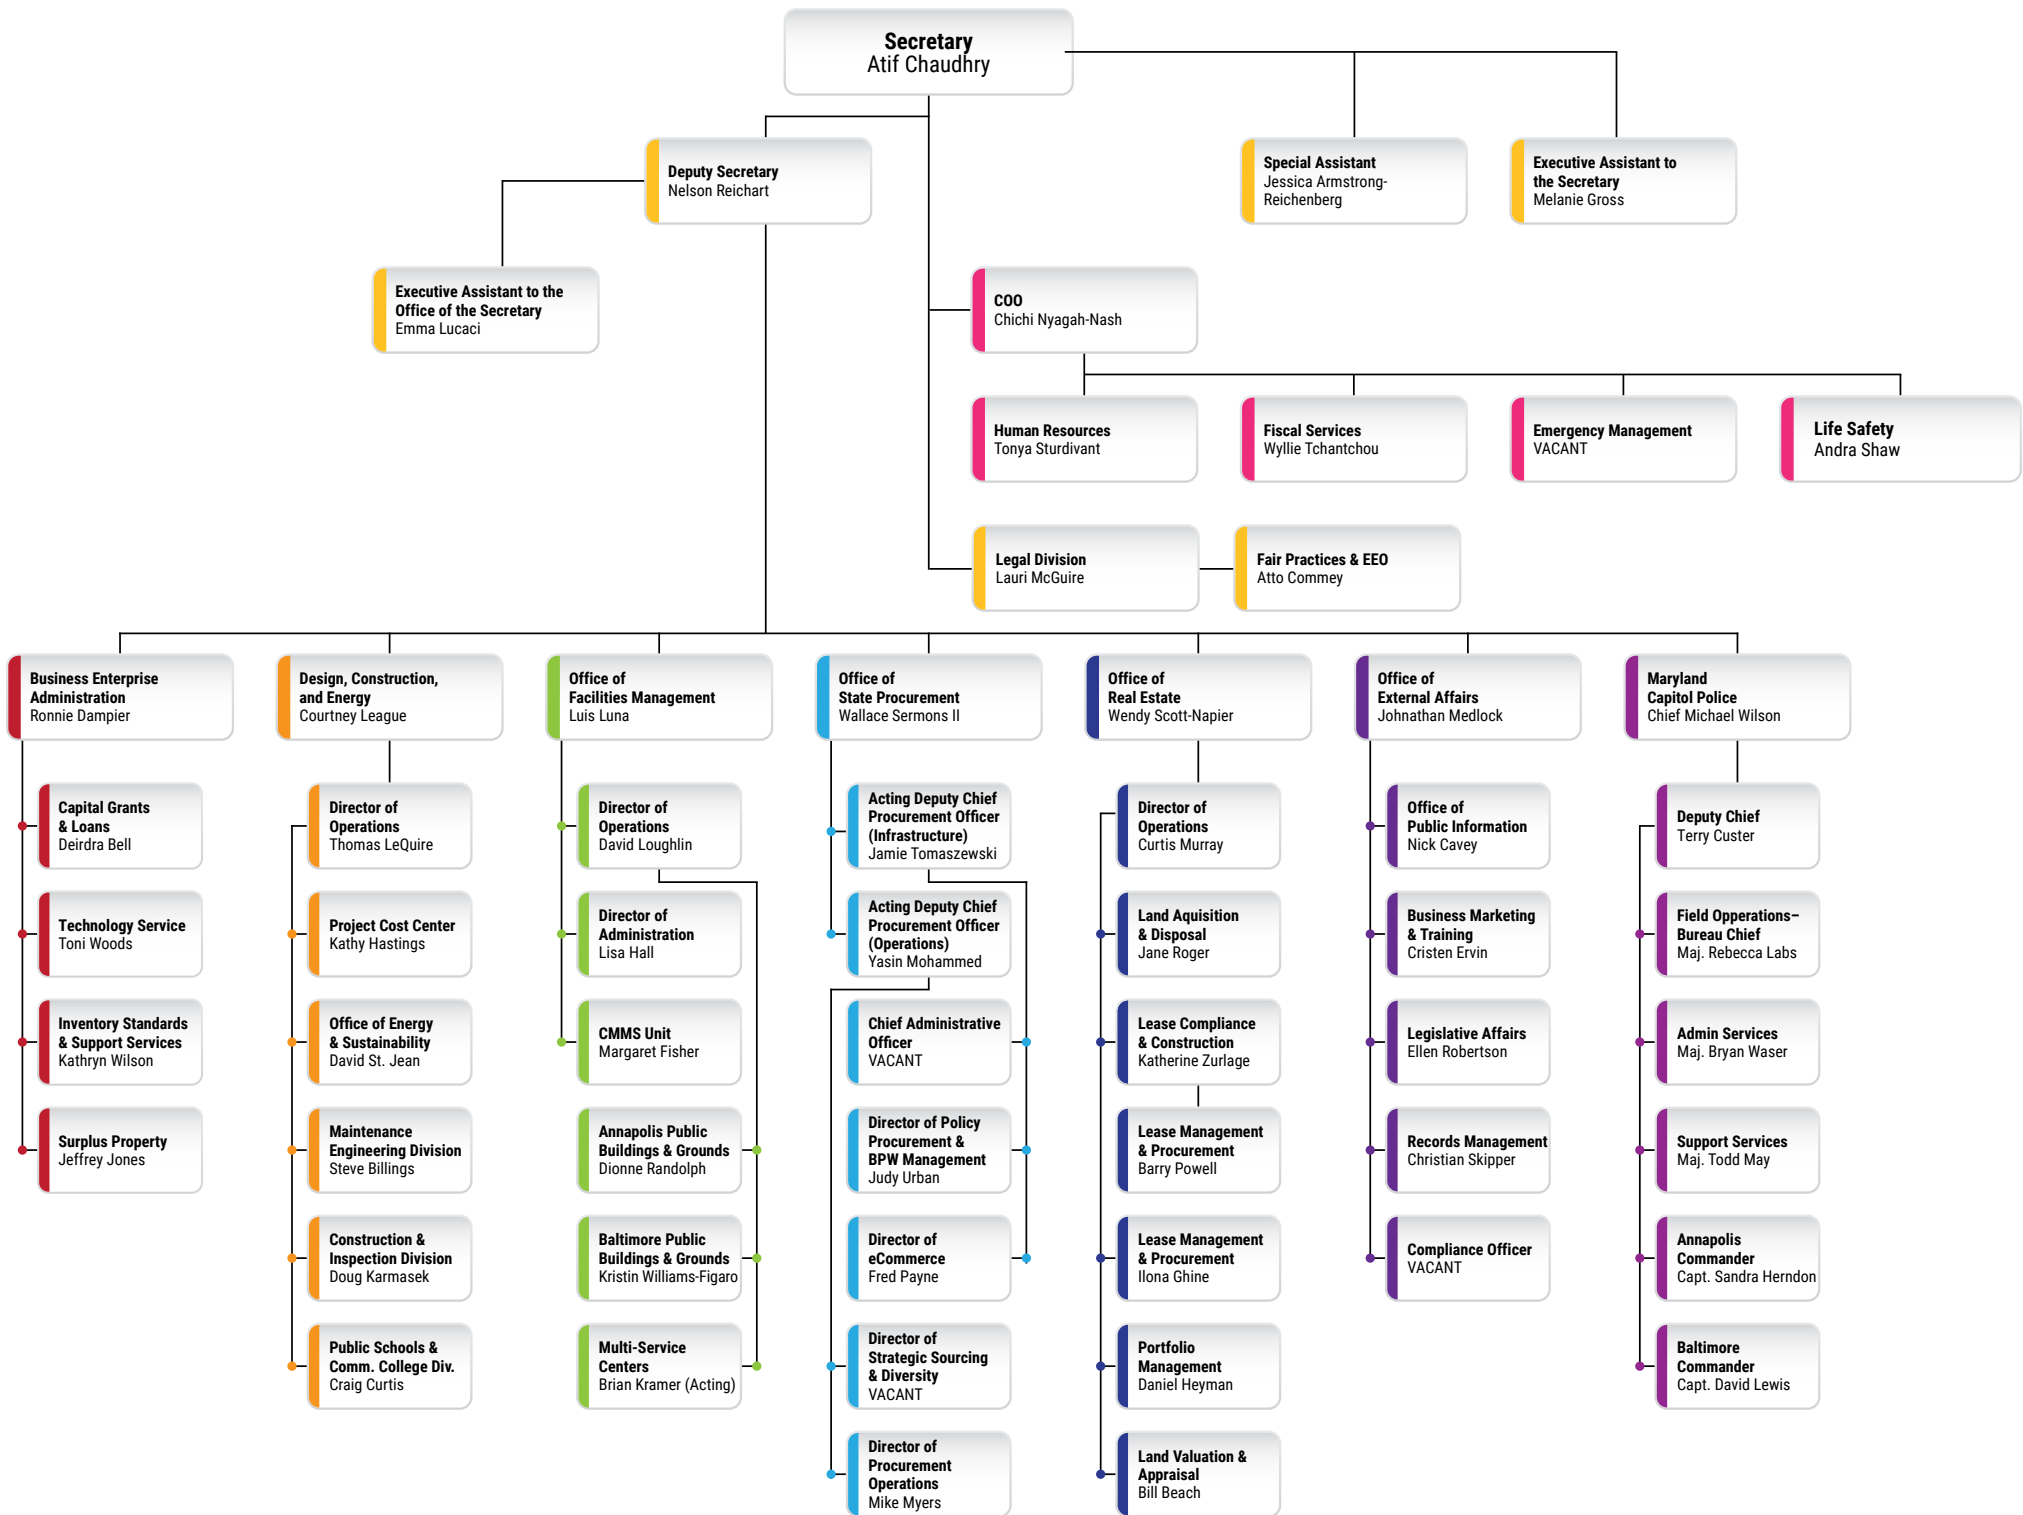 Secretary
Atif Chaudhry
Deputy Secretary
Nelson Reichart
Special Assistant
Jessica Armstrong-
Reichenberg
Executive Assistant to
the Secretary
Melanie Gross
Executive Assistant to the
Office of the Secretary
Emma Lucaci
COO
Chichi Nyagah-Nash
Human Resources
Tonya Sturdivant
Fiscal Services
Wyllie Tchantchou
Emergency Management
VACANT
Life Safety
Andra Shaw
Legal Division
Lauri McGuire
Fair Practices & EEO
Atto Commey
Business Enterprise
Administration
Ronnie Dampier
Capital Grants
& Loans
Deirdra Bell
Technology Service
Toni Woods
Inventory Standards
& Support Services
Kathryn Wilson
Surplus Property
Jeffrey Jones
Design, Construction,
and Energy
Courtney League
Director of
Operations
Thomas LeQuire
Project Cost Center
Kathy Hastings
Office of Energy
& Sustainability
David St. Jean
Maintenance
Engineering Division
Steve Billings
Construction &
Inspection Division
Doug Karmasek
Public Schools &
Comm. College Div.
Craig Curtis
Office of
Facilities Management
Luis Luna
Director of
Operations
David Loughlin
Director of
Administration
Lisa Hall
CMMS Unit
Margaret Fisher
Annapolis Public
Buildings & Grounds
Dionne Randolph
Baltimore Public
Buildings & Grounds
Kristin Williams-Figaro
Multi-Service
Centers
Brian Kramer (Acting)
Office of
State Procurement
Wallace Sermons II
Acting Deputy Chief
Procurement Officer
(Infrastructure)
Jamie Tomaszewski
Acting Deputy Chief
Procurement Officer
(Operations)
Yasin Mohammed
Chief Administrative
Officer
VACANT
Director of Policy
Procurement &
BPW Management
Judy Urban
Director of
eCommerce
Fred Payne
Director of
Strategic Sourcing
& Diversity
VACANT
Director of
Procurement
Operations
Mike Myers
Office of
Real Estate
Wendy Scott-Napier
Director of
Operations
Curtis Murray
Land Aquisition
& Disposal
Jane Roger
Lease Compliance
& Construction
Katherine Zurlage
Lease Management
& Procurement
Barry Powell
Lease Management
& Procurement
Ilona Ghine
Portfolio
Management
Daniel Heyman
Land Valuation &
Appraisal
Bill Beach
Office of
External Affairs
Johnathan Medlock
Office of
Public Information
Nick Cavey
Business Marketing
& Training
Cristen Ervin
Legislative Affairs
Ellen Robertson
Records Management
Christian Skipper
Compliance Officer
VACANT
Maryland
Capitol Police
Chief Michael Wilson
Deputy Chief
Terry Custer
Field Opperations–
Bureau Chief
Maj. Rebecca Labs
Admin Services
Maj. Bryan Waser
Support Services
Maj. Todd May
Annapolis
Commander
Capt. Sandra Herndon
Baltimore
Commander
Capt. David Lewis